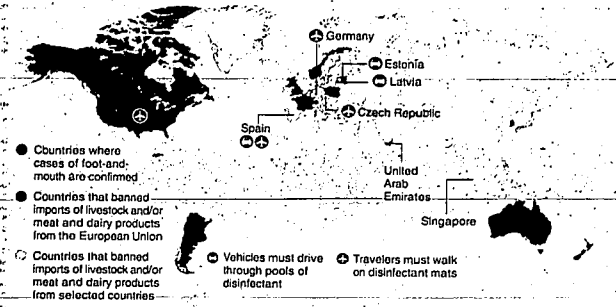 Germany
Estonia
Latvia
Czech Republic
Spain
United
Arab
Emirates
Singapore
Countries where
cases of foot-and-
mouth are confirmed
Countries that banned
imports of livestock and/or
meat and dairy products
from the European Union
Countries that banned
imports of livestock and/or
meat and dairy products
from selected countries
Vehicles must drive
through pools of
disinfectant
Travelers must walk
on disinfectant mats